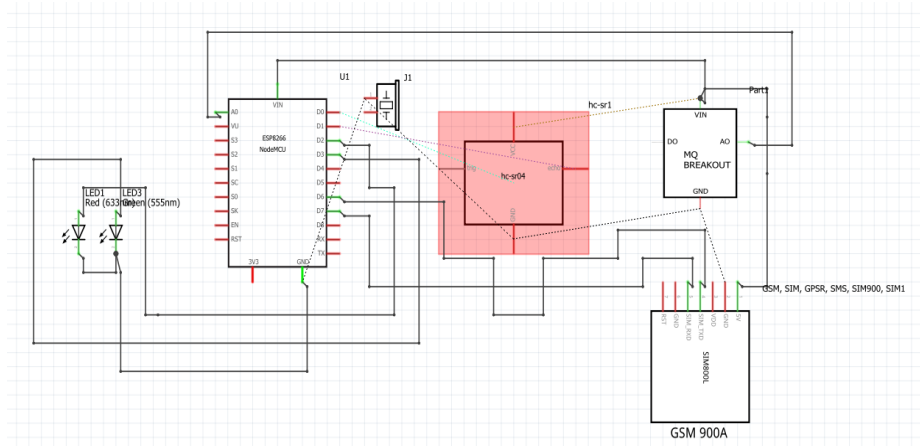 U1
J1
VIN
ESP8266
NodeMCU
A0
VU
S3
S2
S1
SC
S0
SK
EN
RST
D0
D1
D2
D3
D4
D5
D6
D7
D8
RX
TX
3V3
GND
hc-sr1
VCC
hc-sr04
GND
Part1
VIN
DO
AO
MQ
BREAKOUT
GND
LED1
Red (633nm)
LED3
Green (555nm)
GSM, SIM, GPSR, SMS, SIM900, SIM1
RST
GND
SIM_RXD
SIM_TXD
VDD
GND
5V
SIM800L
GSM 900A